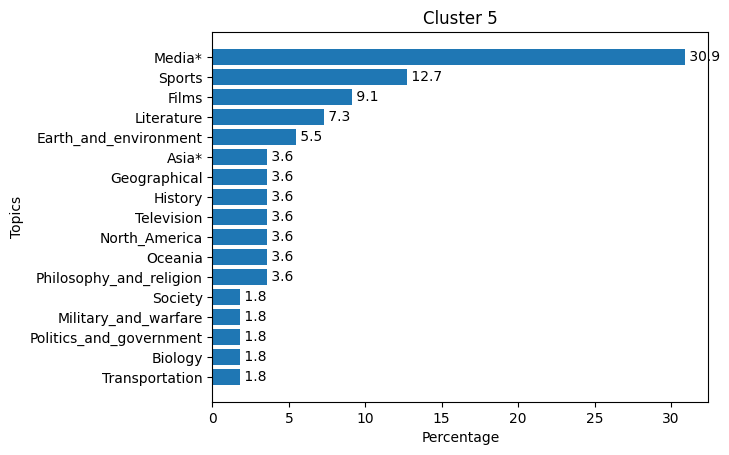 Cluster 5
Topics
Media* 30.9
Sports 12.7
Films 9.1
Literature 7.3
Earth_and_environment 5.5
Asia* 3.6
Geographical 3.6
History 3.6
Television 3.6
North_America 3.6
Oceania 3.6
Philosophy_and_religion 3.6
Society 1.8
Military_and_warfare 1.8
Politics_and_government 1.8
Biology 1.8
Transportation 1.8
0 5 10 15 20 25 30
Percentage